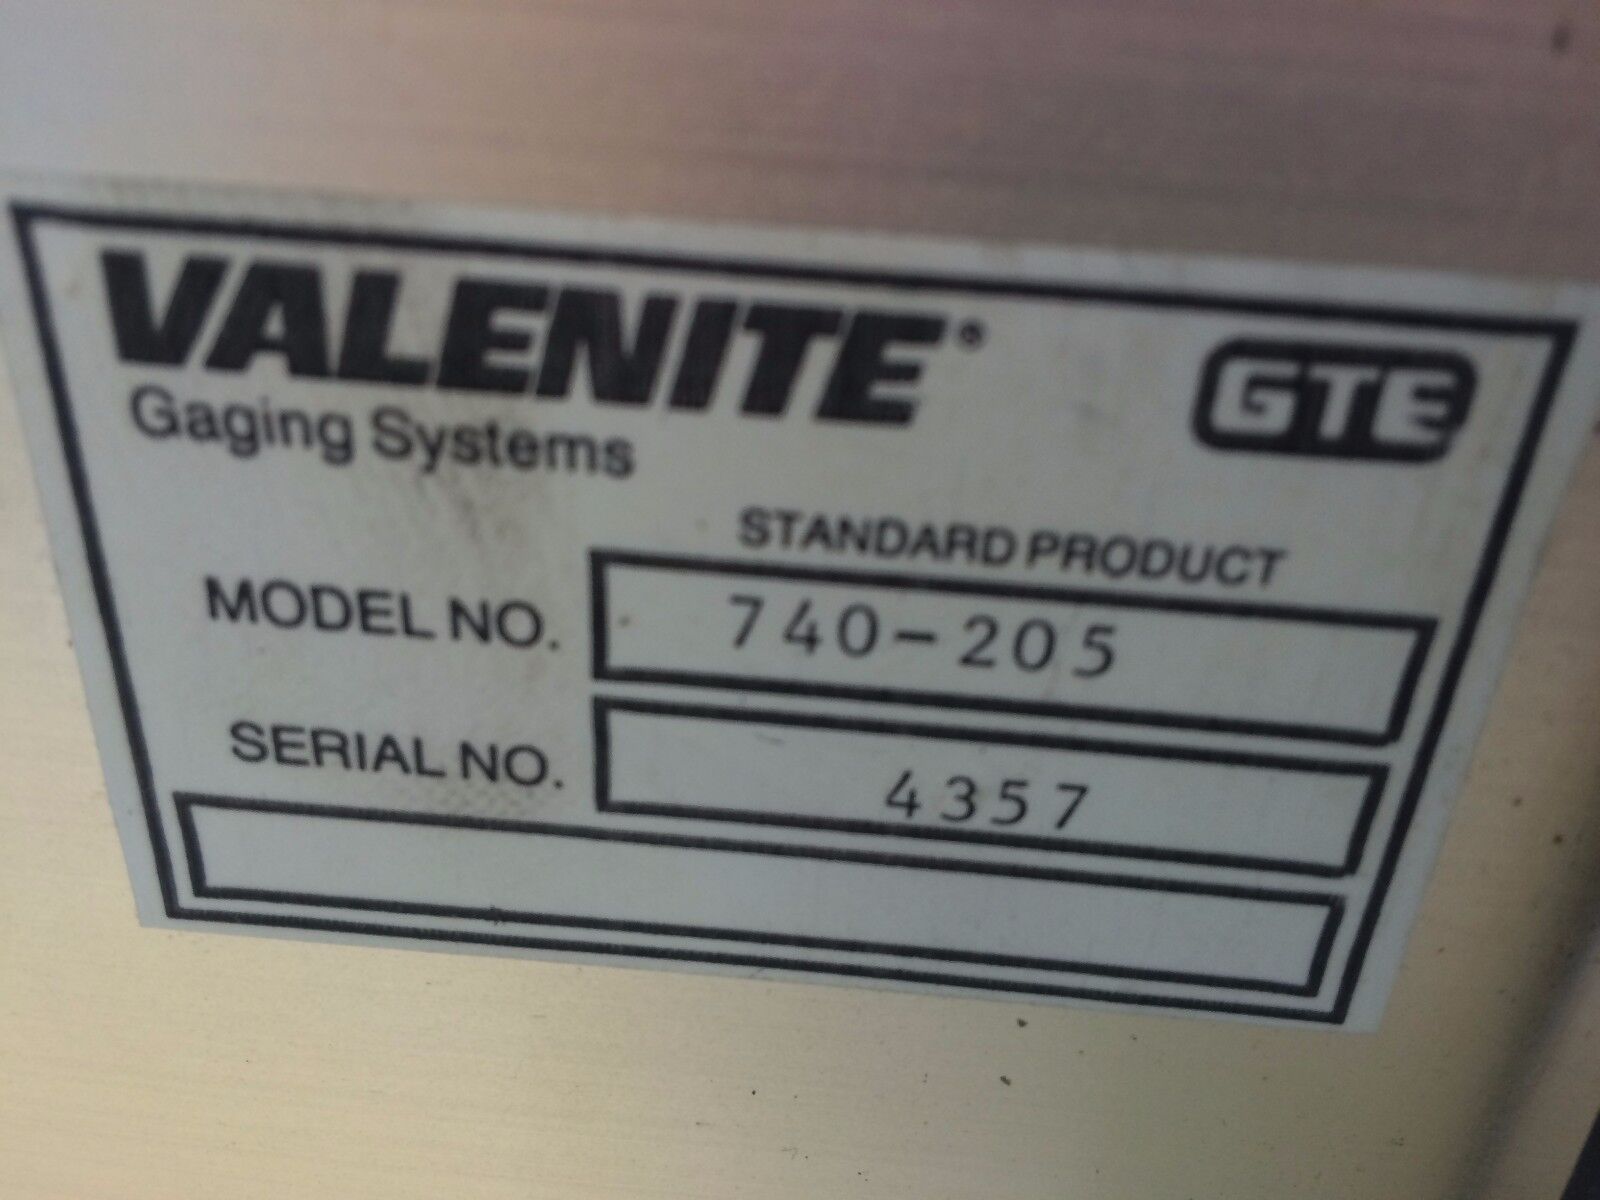 VALENITE® GTE
Gaging Systems
STANDARD PRODUCT
MODEL NO. 740-205
SERIAL NO. 4357